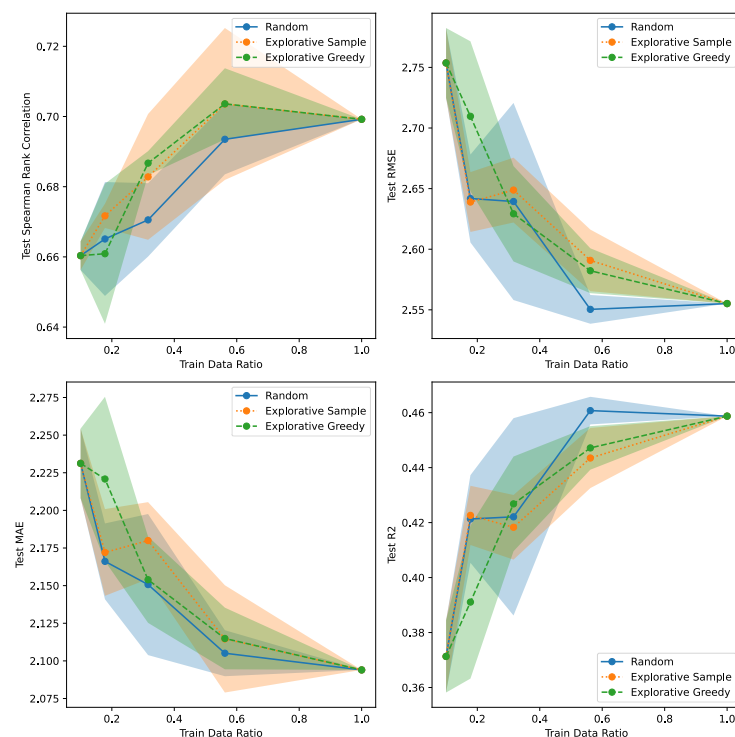 Random
Explorative Sample
Explorative Greedy
0.72
0.70
0.68
0.66
0.64
Test Spearman Rank Correlation
0.2 0.4 0.6 0.8 1.0
Train Data Ratio
Random
Explorative Sample
Explorative Greedy
2.75
2.70
2.65
2.60
2.55
Test RMSE
0.2 0.4 0.6 0.8 1.0
Train Data Ratio
Random
Explorative Sample
Explorative Greedy
2.275
2.250
2.225
2.200
2.175
2.150
2.125
2.100
2.075
Test MAE
0.2 0.4 0.6 0.8 1.0
Train Data Ratio
0.46
0.44
0.42
0.40
0.38
0.36
Test R2
Random
Explorative Sample
Explorative Greedy
0.2 0.4 0.6 0.8 1.0
Train Data Ratio